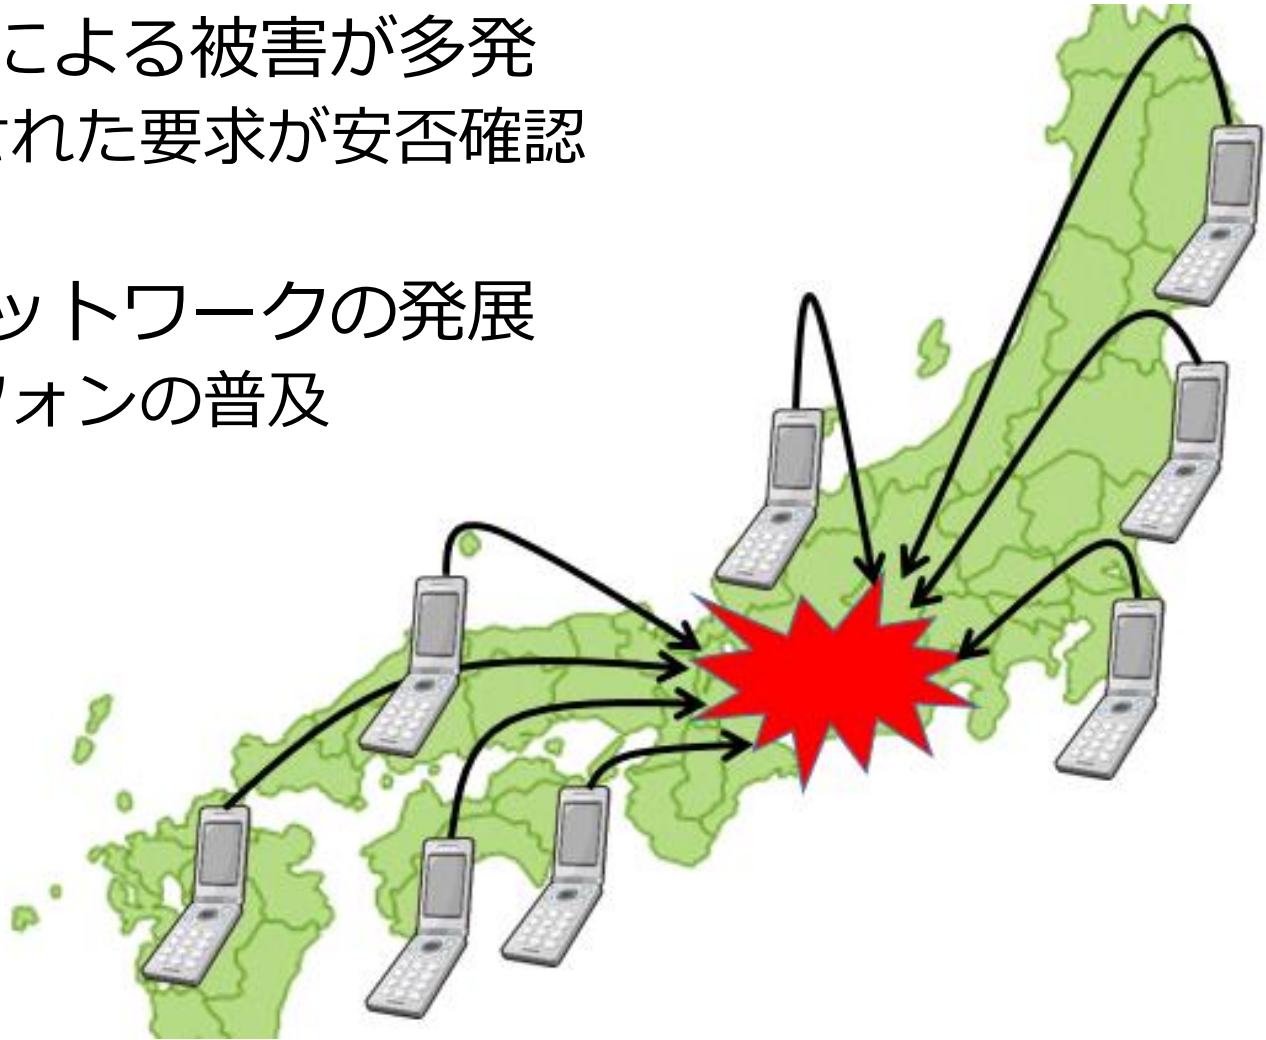 による被害が多発
れた要求が安否確認
ットワークの発展
フォンの普及